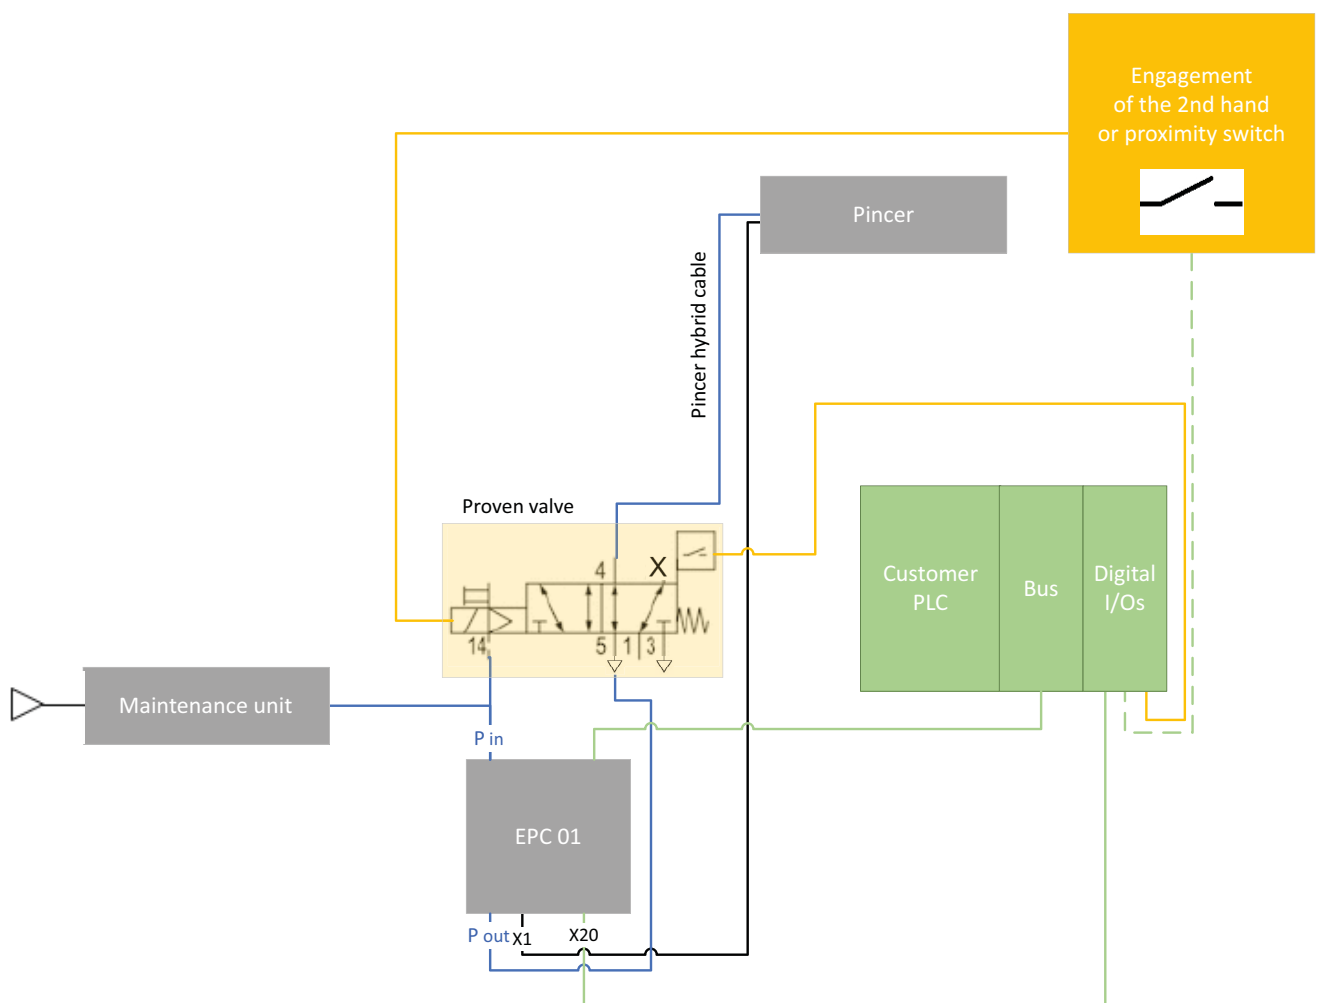 Engagement
of the 2nd hand
or proximity switch
Pincer
Pincer hybrid cable
Proven valve
4 X
14 5 1 3
Customer
PLC
Bus
Digital
I/Os
Maintenance unit
P in
EPC 01
P out X1 X20